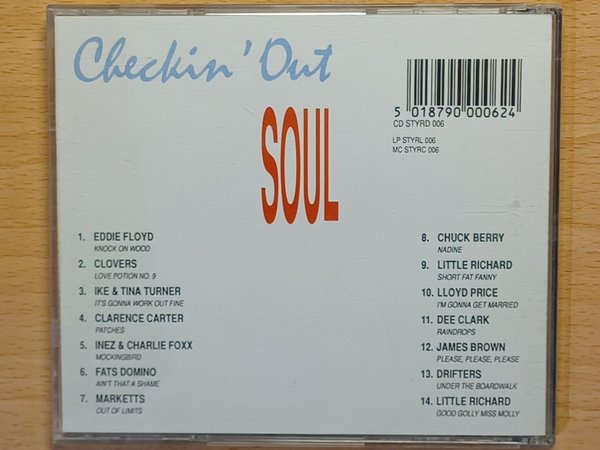 Checkin' Out
SOUL
5 018790 000624
CD STYRD 006
LP STYRL 006
MC STYRC 006
1. EDDIE FLOYD
KNOCK ON WOOD
2. CLOVERS
LOVE POTION NO. 9
3. IKE & TINA TURNER
IT'S GONNA WORK OUT FINE
4. CLARENCE CARTER
PATCHES
5. INEZ & CHARLIE FOXX
MOCKINGBIRD
6. FATS DOMINO
AIN'T THAT A SHAME
7. MARKETTS
OUT OF LIMITS
8. CHUCK BERRY
NADINE
9. LITTLE RICHARD
SHORT FAT FANNY
10. LLOYD PRICE
I'M GONNA GET MARRIED
11. DEE CLARK
RAINDROPS
12. JAMES BROWN
PLEASE, PLEASE, PLEASE
13. DRIFTERS
UNDER THE BOARDWALK
14. LITTLE RICHARD
GOOD GOLLY MISS MOLLY